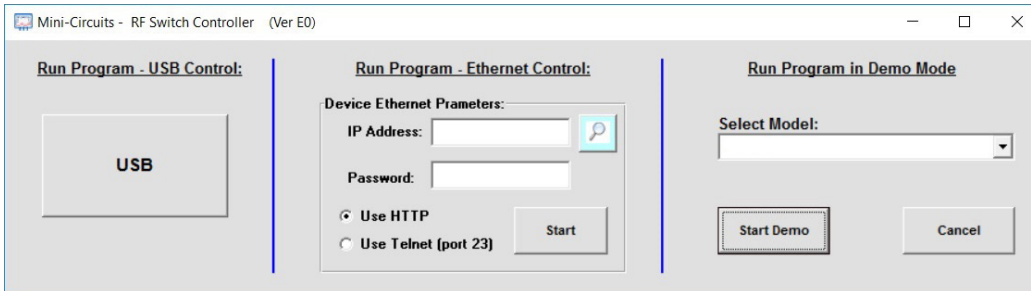 Mini-Circuits - RF Switch Controller (Ver E0)
Run Program - USB Control:
USB
Run Program - Ethernet Control:
Device Ethernet Prameters:
IP Address:
Password:
Use HTTP
Use Telnet (port 23)
Start
Run Program in Demo Mode
Select Model:
Start Demo
Cancel